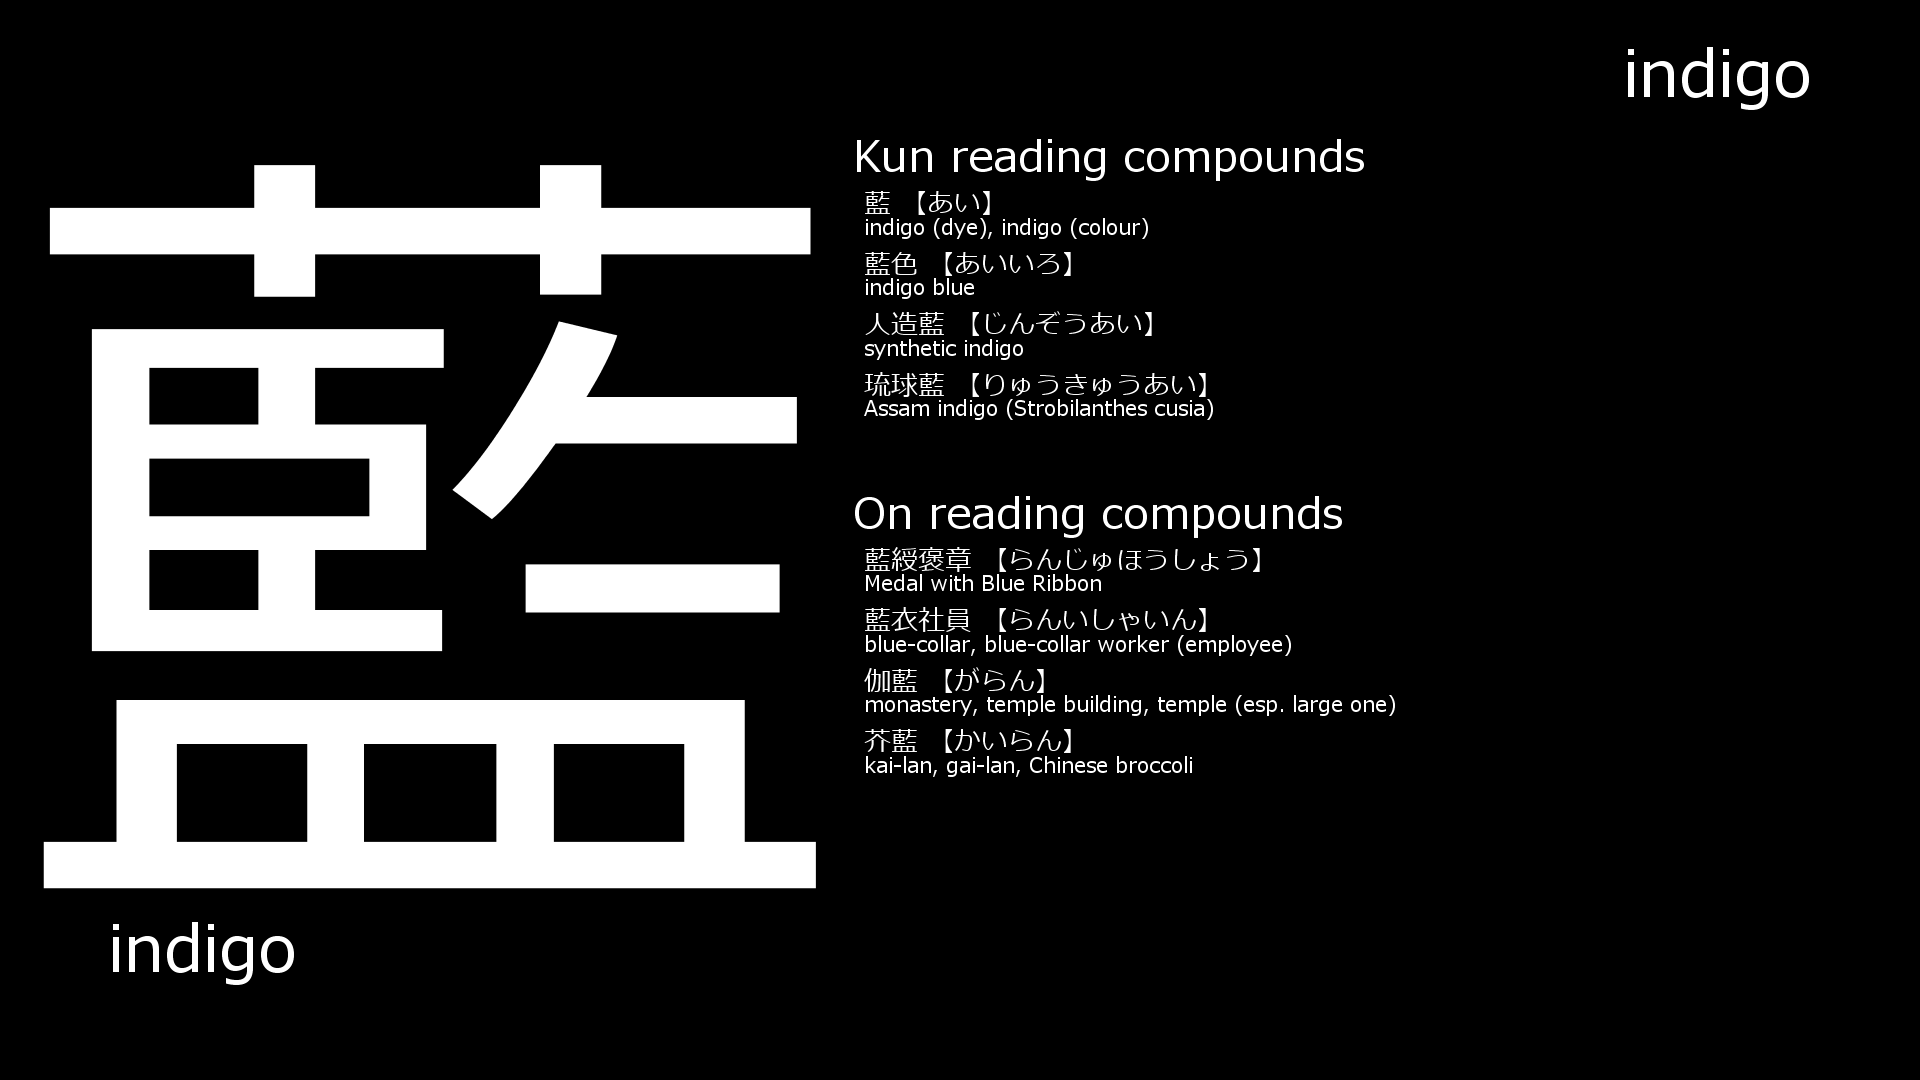 indigo
藍
indigo
Kun reading compounds
藍 【あい】
indigo (dye), indigo (colour)
藍色 【あいいろ】
indigo blue
人造藍 【じんぞうあい】
synthetic indigo
琉球藍 【りゅうきゅうあい】
Assam indigo (Strobilanthes cusia)
On reading compounds
藍綬褒章 【らんじゅほうしょう】
Medal with Blue Ribbon
藍衣社員 【らんいしゃいん】
blue-collar, blue-collar worker (employee)
伽藍 【がらん】
monastery, temple building, temple (esp. large one)
芥藍 【かいらん】
kai-lan, gai-lan, Chinese broccoli